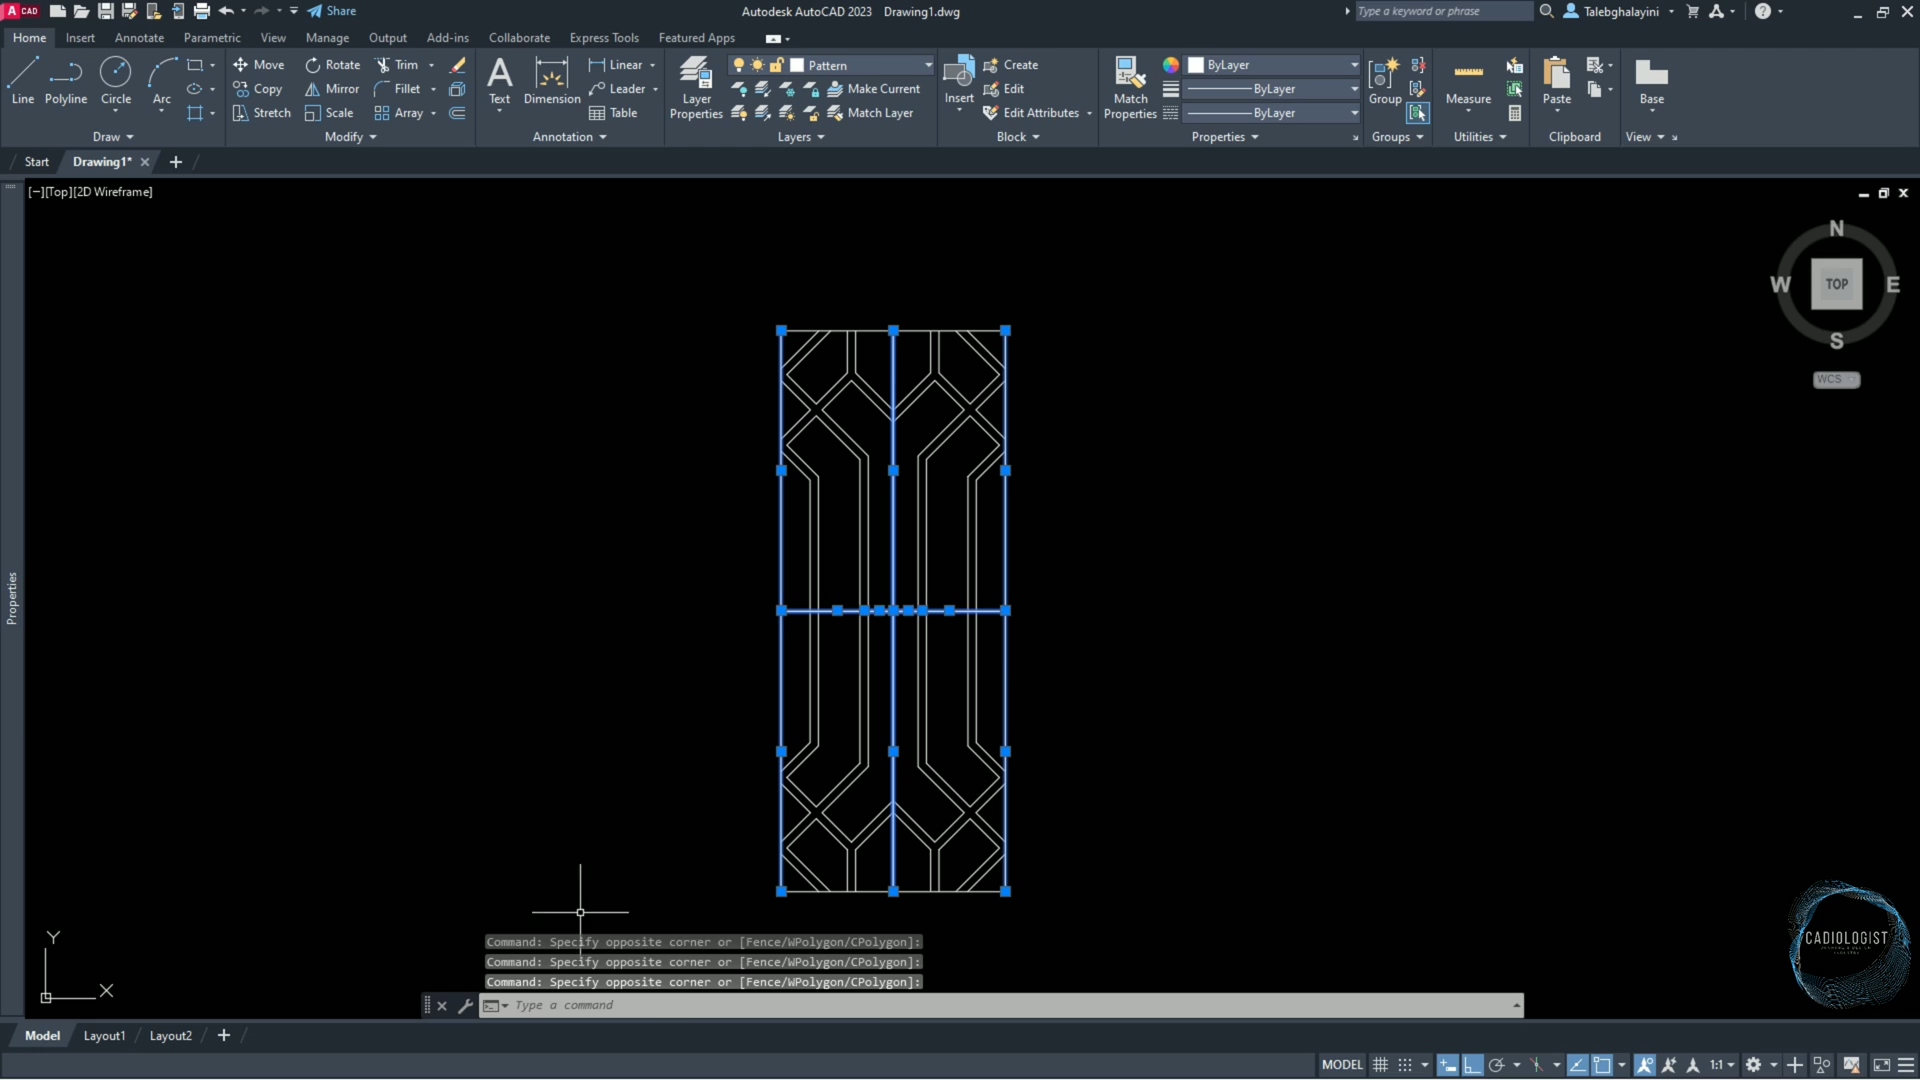 A CAD Share Autodesk AutoCAD 2023 Drawing1.dwg Type a keyword or phrase Talebghalayini
Home Insert Annotate Parametric View Manage Output Add-ins Collaborate Express Tools Featured Apps
Line Polyline Circle Arc
Move Rotate Trim
Copy Mirror Fillet
Stretch Scale Array
Text Dimension
Linear
Leader
Table
Layer Properties
Pattern
Make Current
Match Layer
Insert
Create
Edit
Edit Attributes
Match Properties
ByLayer
ByLayer
ByLayer
Group Measure Paste Base
Draw Modify Annotation Layers Block Properties Groups Utilities Clipboard View
Start Drawing1*
[−][Top][2D Wireframe]
N
W TOP E
S
WCS
Properties
CADIOLOGIST
Y
X
Command: Specify opposite corner or [Fence/WPolygon/CPolygon]:
Command: Specify opposite corner or [Fence/WPolygon/CPolygon]:
Command: Specify opposite corner or [Fence/WPolygon/CPolygon]:
Type a command
Model Layout1 Layout2
MODEL 1:1